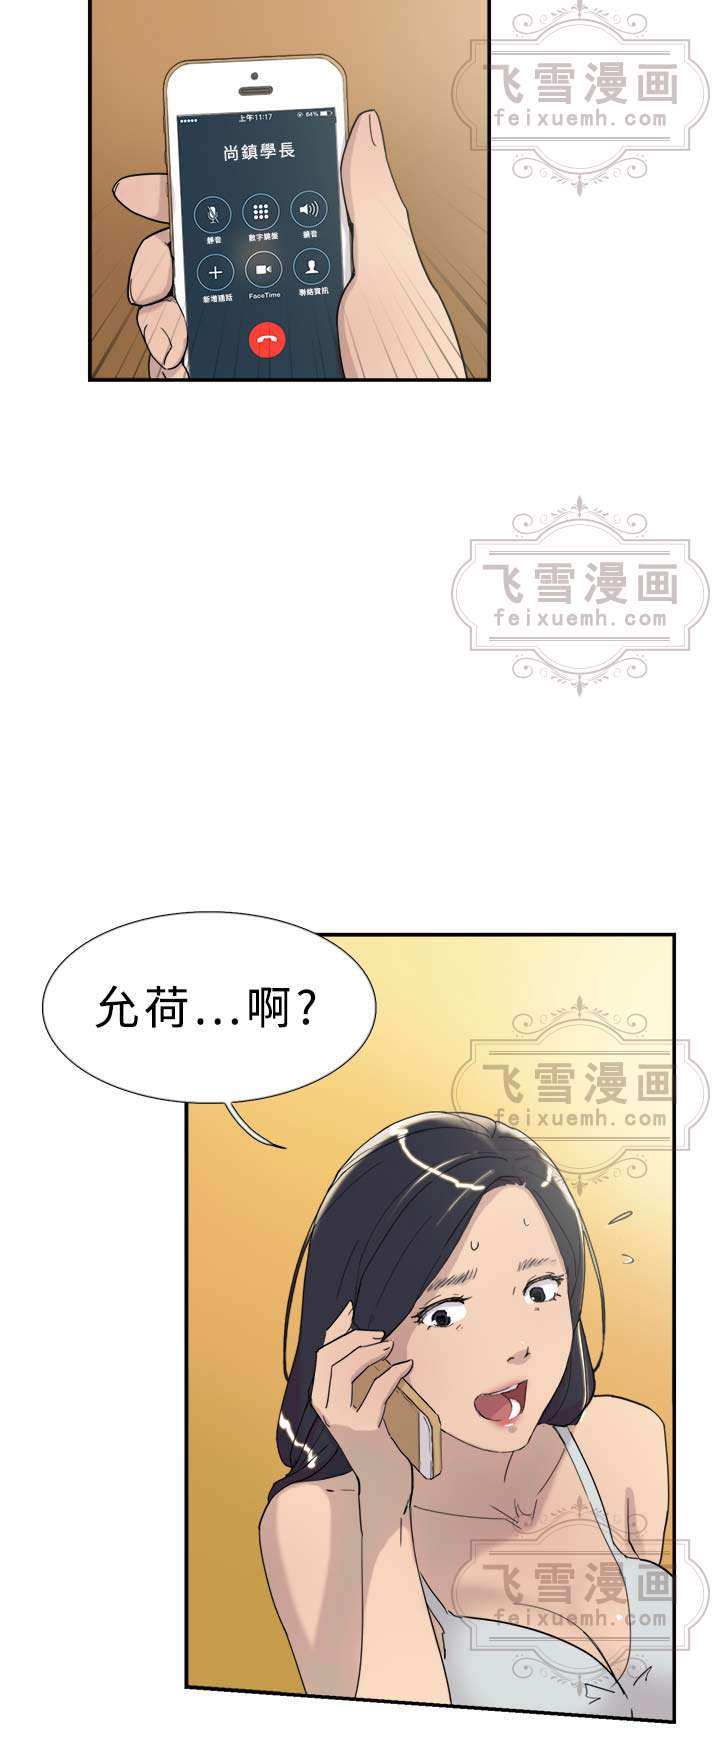 飞雪漫画
feixuemh.com
上午11:17
64%
尚鎮學長
靜音 數字鍵盤 擴音
新增通話 FaceTime 聯絡資訊
飞雪漫画
feixuemh.com
允荷...啊?
飞雪漫画
feixuemh.com
飞雪漫画
feixuemh.com